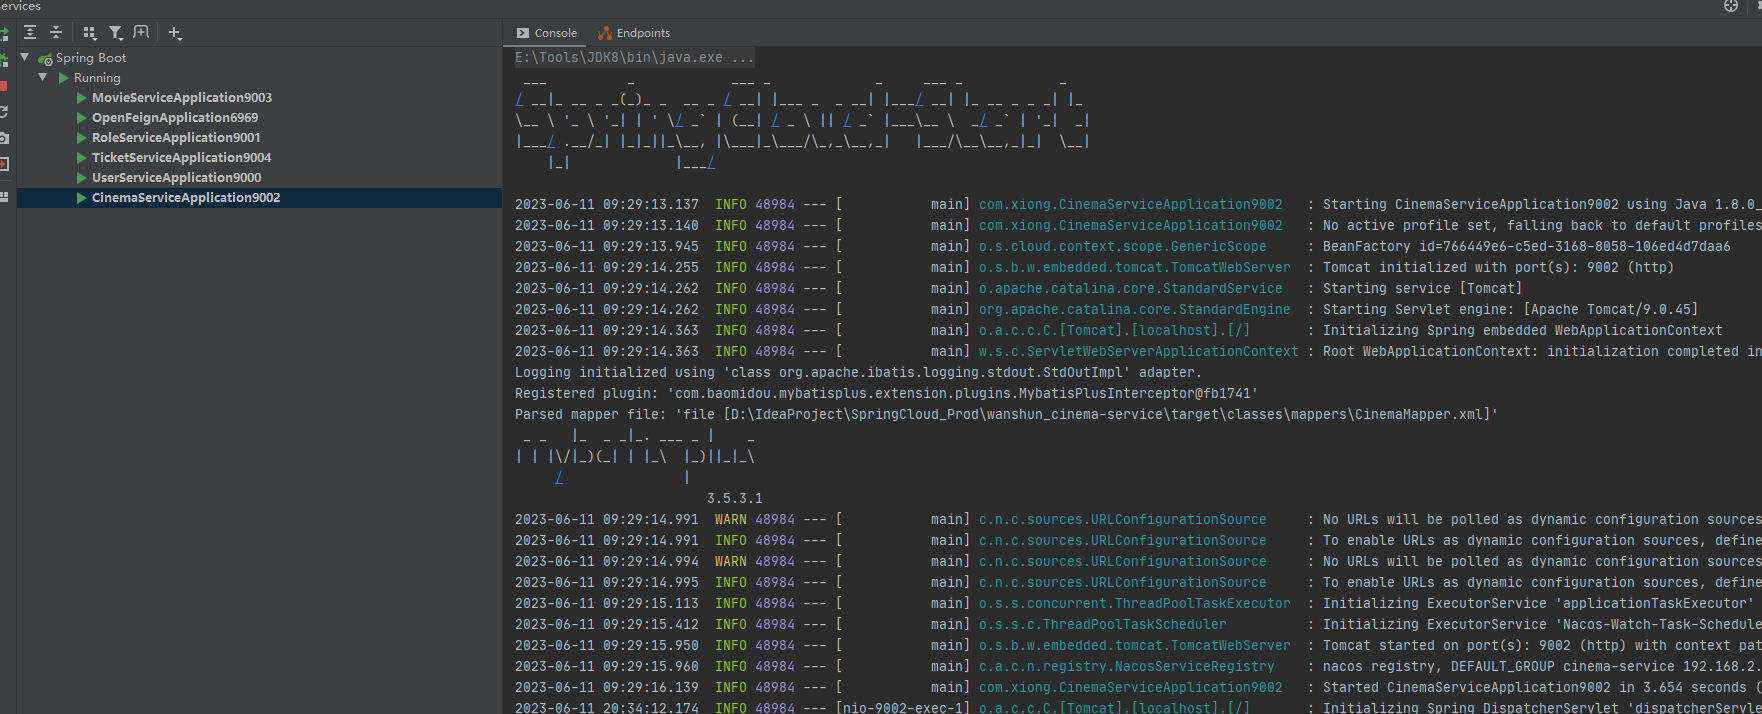 ervices
Console
Endpoints
Spring Boot
Running
MovieServiceApplication9003
OpenFeignApplication6969
RoleServiceApplication9001
TicketServiceApplication9004
UserServiceApplication9000
CinemaServiceApplication9002
E:\Tools\JDK8\bin\java.exe ...
2023-06-11 09:29:13.137  INFO 48984 --- [           main] com.xiong.CinemaServiceApplication9002   : Starting CinemaServiceApplication9002 using Java 1.8.0_
2023-06-11 09:29:13.140  INFO 48984 --- [           main] com.xiong.CinemaServiceApplication9002   : No active profile set, falling back to default profiles
2023-06-11 09:29:13.945  INFO 48984 --- [           main] o.s.cloud.context.scope.GenericScope     : BeanFactory id=766449e6-c5ed-3168-8058-106ed4d7daa6
2023-06-11 09:29:14.255  INFO 48984 --- [           main] o.s.b.w.embedded.tomcat.TomcatWebServer  : Tomcat initialized with port(s): 9002 (http)
2023-06-11 09:29:14.262  INFO 48984 --- [           main] o.apache.catalina.core.StandardService   : Starting service [Tomcat]
2023-06-11 09:29:14.262  INFO 48984 --- [           main] org.apache.catalina.core.StandardEngine  : Starting Servlet engine: [Apache Tomcat/9.0.45]
2023-06-11 09:29:14.363  INFO 48984 --- [           main] o.a.c.c.C.[Tomcat].[localhost].[/]       : Initializing Spring embedded WebApplicationContext
2023-06-11 09:29:14.363  INFO 48984 --- [           main] w.s.c.ServletWebServerApplicationContext : Root WebApplicationContext: initialization completed in
Logging initialized using 'class org.apache.ibatis.logging.stdout.StdOutImpl' adapter.
Registered plugin: 'com.baomidou.mybatisplus.extension.plugins.MybatisPlusInterceptor@fb1741'
Parsed mapper file: 'file [D:\IdeaProject\SpringCloud_Prod\wanshun_cinema-service\target\classes\mappers\CinemaMapper.xml]'
3.5.3.1
2023-06-11 09:29:14.991  WARN 48984 --- [           main] c.n.c.sources.URLConfigurationSource     : No URLs will be polled as dynamic configuration sources
2023-06-11 09:29:14.991  INFO 48984 --- [           main] c.n.c.sources.URLConfigurationSource     : To enable URLs as dynamic configuration sources, define
2023-06-11 09:29:14.994  WARN 48984 --- [           main] c.n.c.sources.URLConfigurationSource     : No URLs will be polled as dynamic configuration sources
2023-06-11 09:29:14.995  INFO 48984 --- [           main] c.n.c.sources.URLConfigurationSource     : To enable URLs as dynamic configuration sources, define
2023-06-11 09:29:15.113  INFO 48984 --- [           main] o.s.s.concurrent.ThreadPoolTaskExecutor  : Initializing ExecutorService 'applicationTaskExecutor'
2023-06-11 09:29:15.412  INFO 48984 --- [           main] o.s.s.c.ThreadPoolTaskScheduler          : Initializing ExecutorService 'Nacos-Watch-Task-Schedule
2023-06-11 09:29:15.950  INFO 48984 --- [           main] o.s.b.w.embedded.tomcat.TomcatWebServer  : Tomcat started on port(s): 9002 (http) with context pat
2023-06-11 09:29:15.960  INFO 48984 --- [           main] c.a.c.n.registry.NacosServiceRegistry    : nacos registry, DEFAULT_GROUP cinema-service 192.168.2.
2023-06-11 09:29:16.139  INFO 48984 --- [           main] com.xiong.CinemaServiceApplication9002   : Started CinemaServiceApplication9002 in 3.654 seconds (
2023-06-11 20:34:12.174  INFO 48984 --- [nio-9002-exec-1] o.a.c.c.C.[Tomcat].[localhost].[/]       : Initializing Spring DispatcherServlet 'dispatcherServle